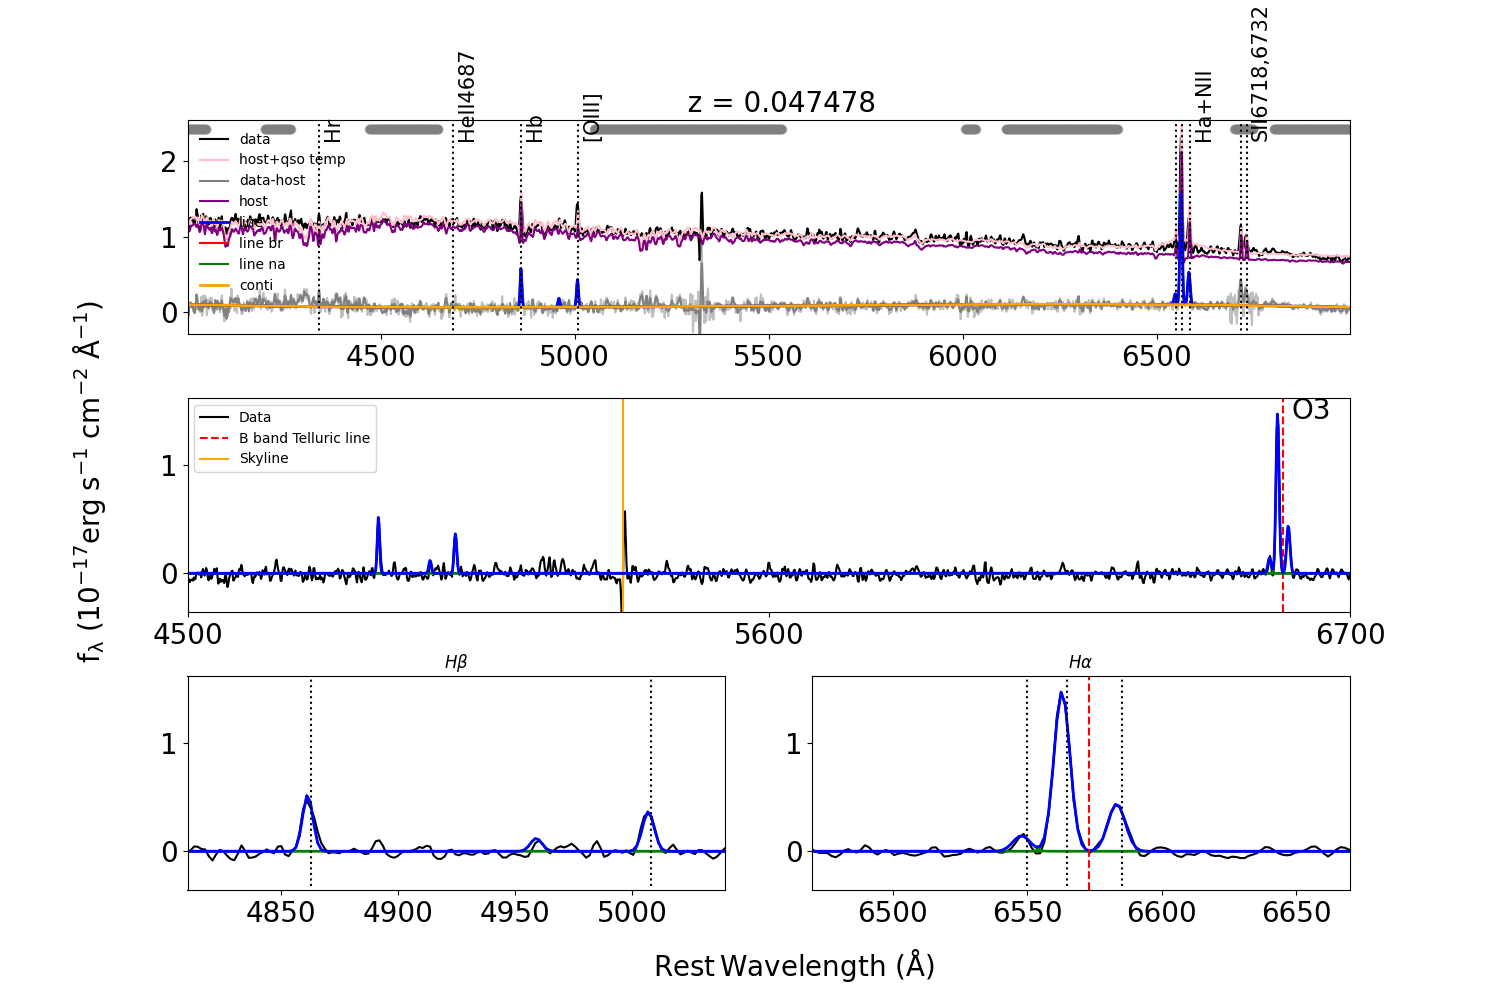 z = 0.047478
Hr
HeII4687
Hb
[OIII]
Ha+NII
SII6718,6732
data
host+qso temp
data-host
host
line
line br
line na
conti
2
1
0
4500 5000 5500 6000 6500
fλ (10⁻¹⁷erg s⁻¹ cm⁻² Å⁻¹)
Data
B band Telluric line
Skyline
O3
1
0
4500 5600 6700
Hβ
1
0
4850 4900 4950 5000
Hα
1
0
6500 6550 6600 6650
Rest Wavelength (Å)